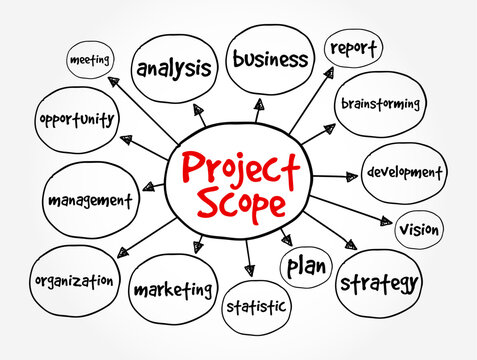 meeting
analysis
business
report
opportunity
brainstorming
Project
Scope
management
development
vision
organization
marketing
statistic
plan
strategy